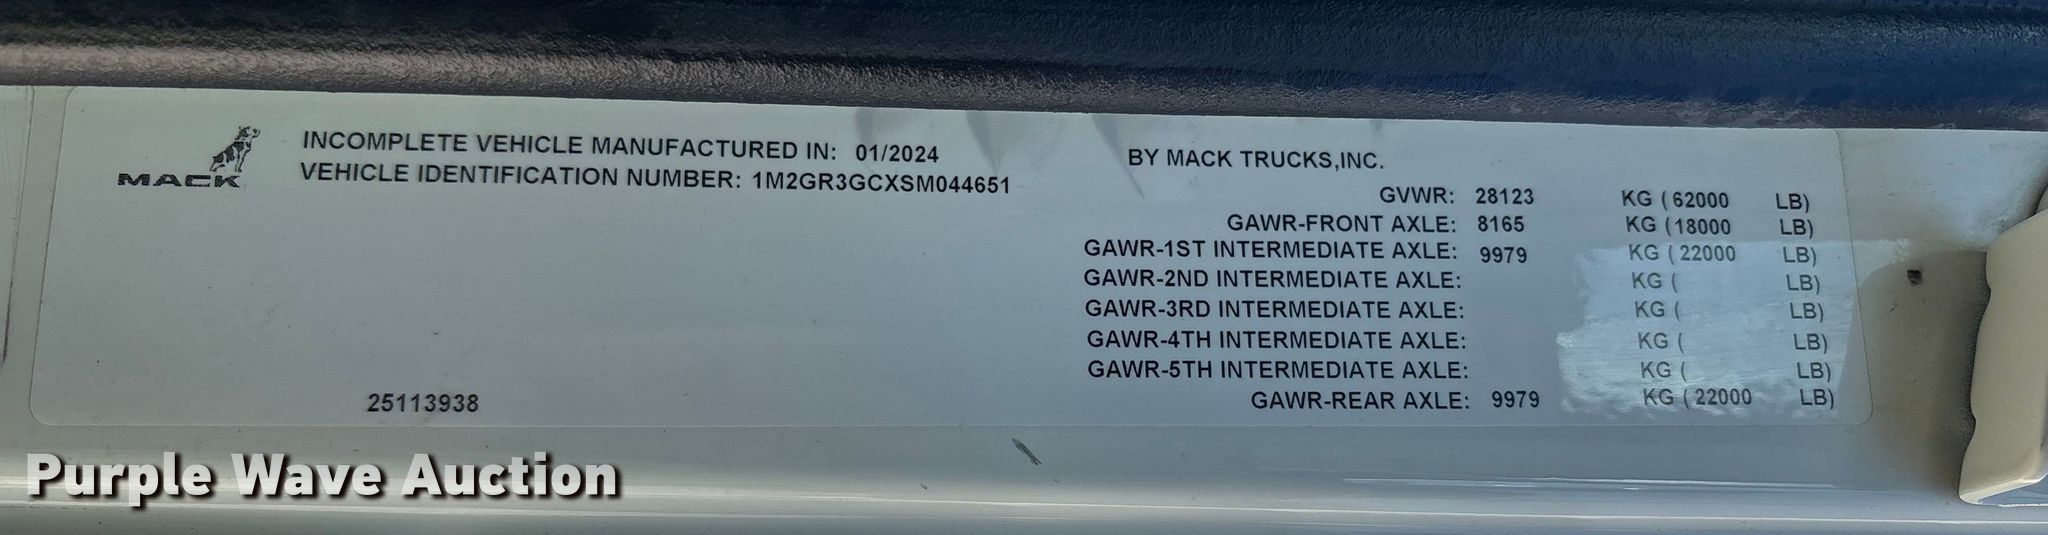 MACK
INCOMPLETE VEHICLE MANUFACTURED IN: 01/2024 BY MACK TRUCKS,INC.
VEHICLE IDENTIFICATION NUMBER: 1M2GR3GCXSM044651
GVWR: 28123 KG ( 62000 LB)
GAWR-FRONT AXLE: 8165 KG ( 18000 LB)
GAWR-1ST INTERMEDIATE AXLE: 9979 KG ( 22000 LB)
GAWR-2ND INTERMEDIATE AXLE: KG ( LB)
GAWR-3RD INTERMEDIATE AXLE: KG ( LB)
GAWR-4TH INTERMEDIATE AXLE: KG ( LB)
GAWR-5TH INTERMEDIATE AXLE: KG ( LB)
GAWR-REAR AXLE: 9979 KG ( 22000 LB)
25113938
Purple Wave Auction